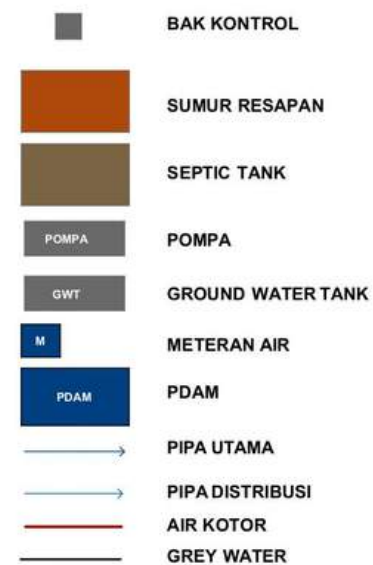 BAK KONTROL
SUMUR RESAPAN
SEPTIC TANK
POMPA POMPA
GWT GROUND WATER TANK
M METERAN AIR
PDAM PDAM
PIPA UTAMA
PIPA DISTRIBUSI
AIR KOTOR
GREY WATER